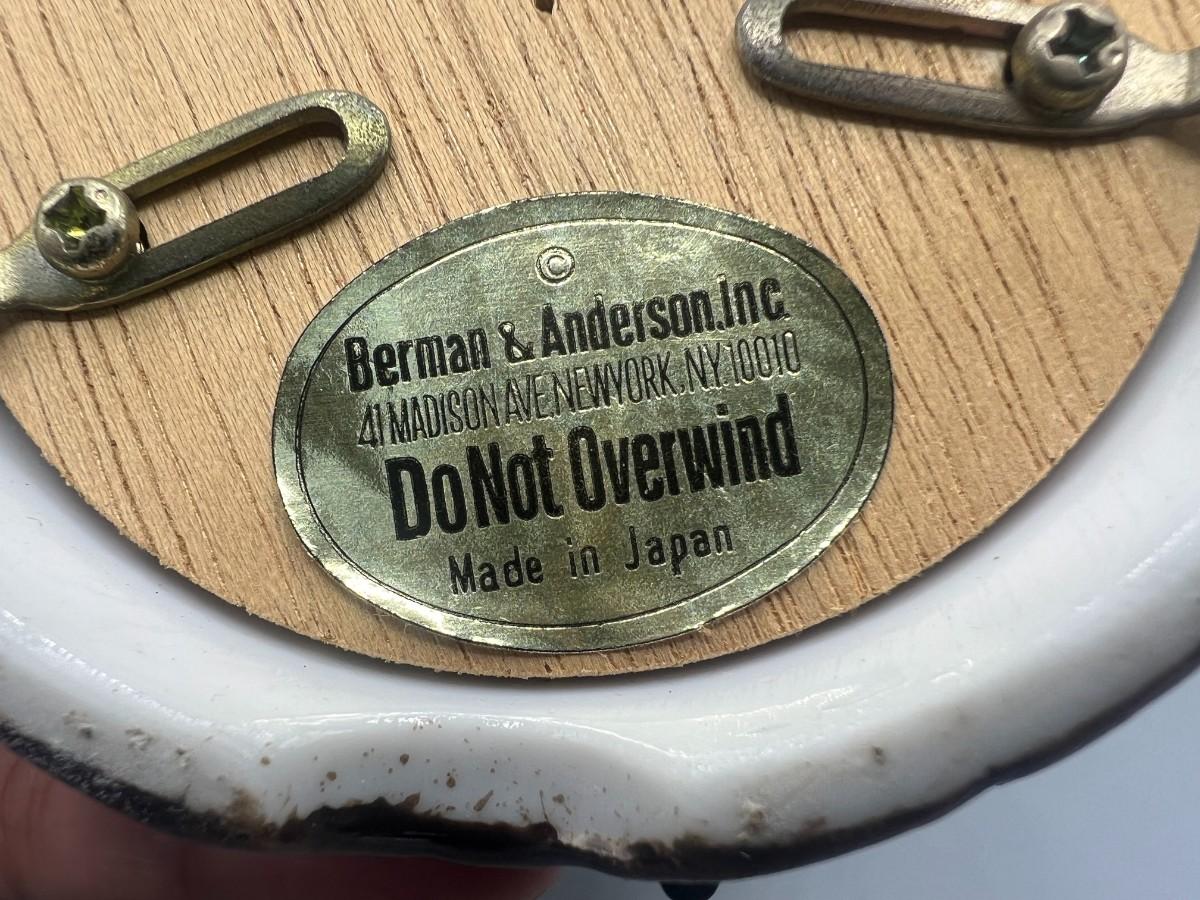 ©
Berman & Anderson.Inc.
41 MADISON AVE.NEWYORK.NY.10010
Do Not Overwind
Made in Japan